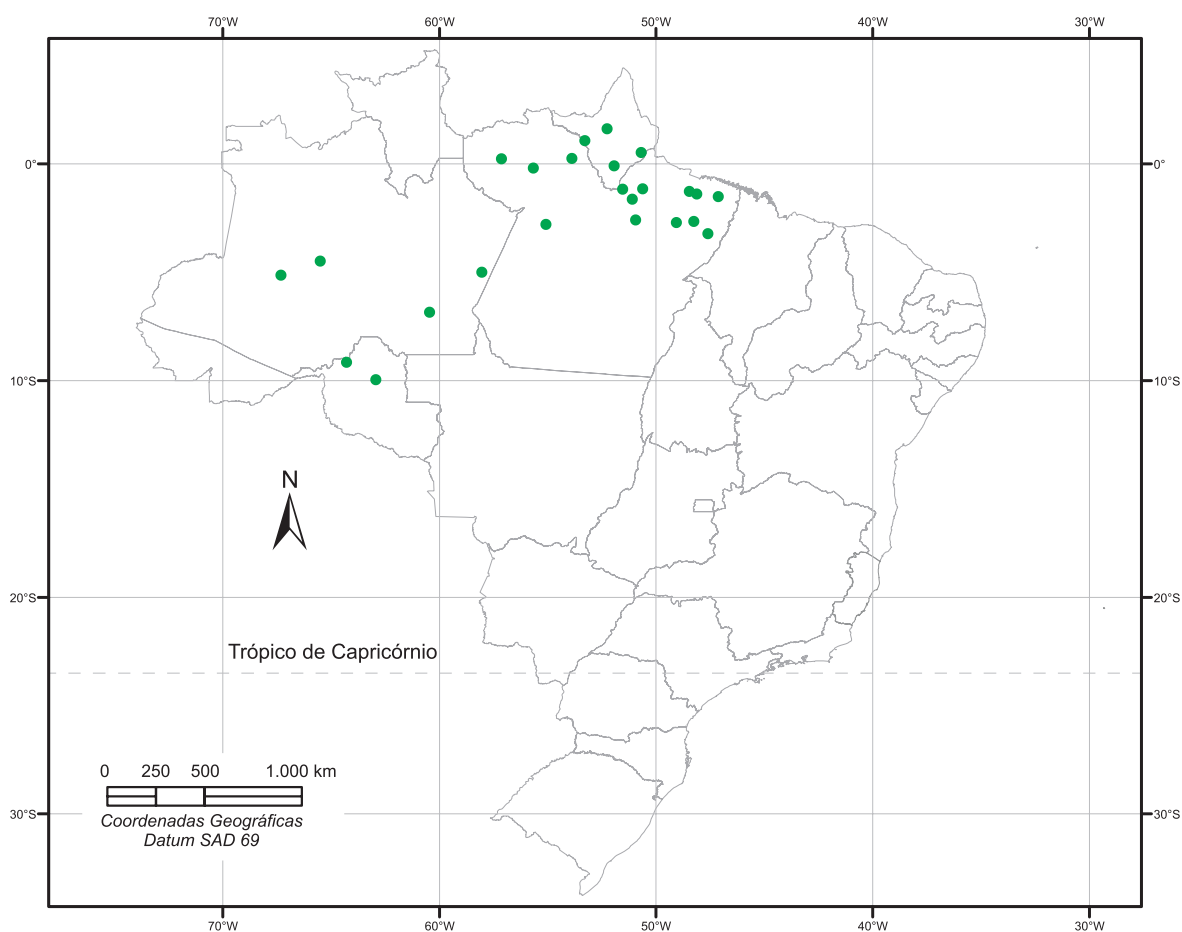 70°W 60°W 50°W 40°W 30°W
0° 0°
10°S 10°S
N
20°S 20°S
Trópico de Capricórnio
0 250 500 1.000 km
30°S 30°S
Coordenadas Geográficas
Datum SAD 69
70°W 60°W 50°W 40°W 30°W